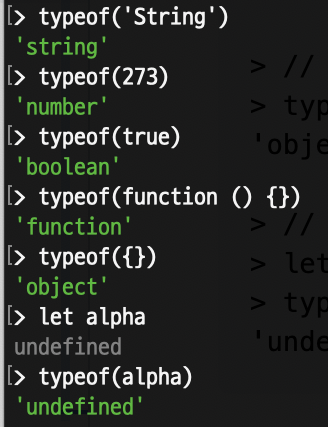 [> typeof('String')
'string'
[> typeof(273)
'number'
[> typeof(true)
'boolean'
[> typeof(function () {})
'function'
[> typeof({})
'object'
[> let alpha
undefined
[> typeof(alpha)
'undefined'
> //
> typ
'obje
> //
> let
> typ
'unde